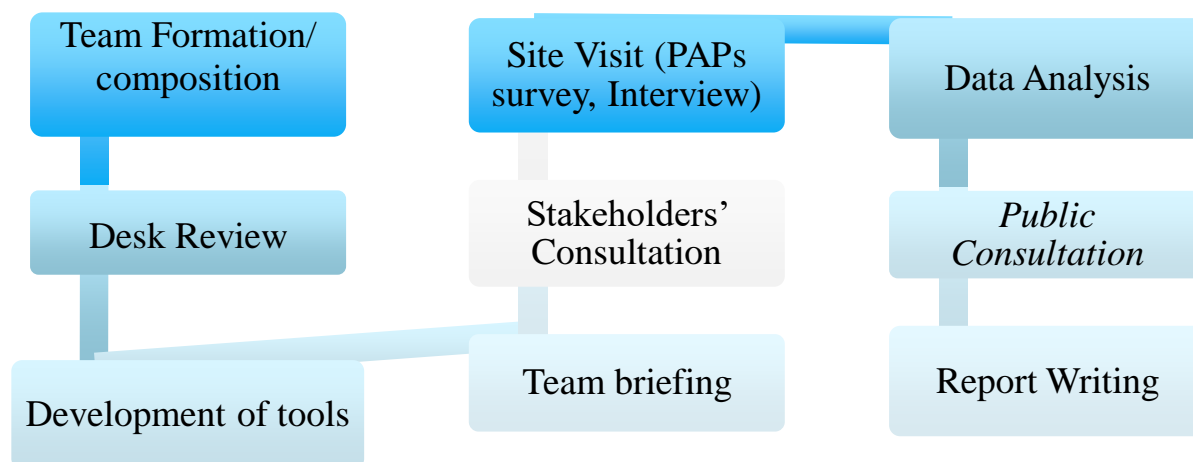 Team Formation/
composition
Desk Review
Development of tools
Site Visit (PAPs
survey, Interview)
Stakeholders’
Consultation
Team briefing
Data Analysis
Public
Consultation
Report Writing